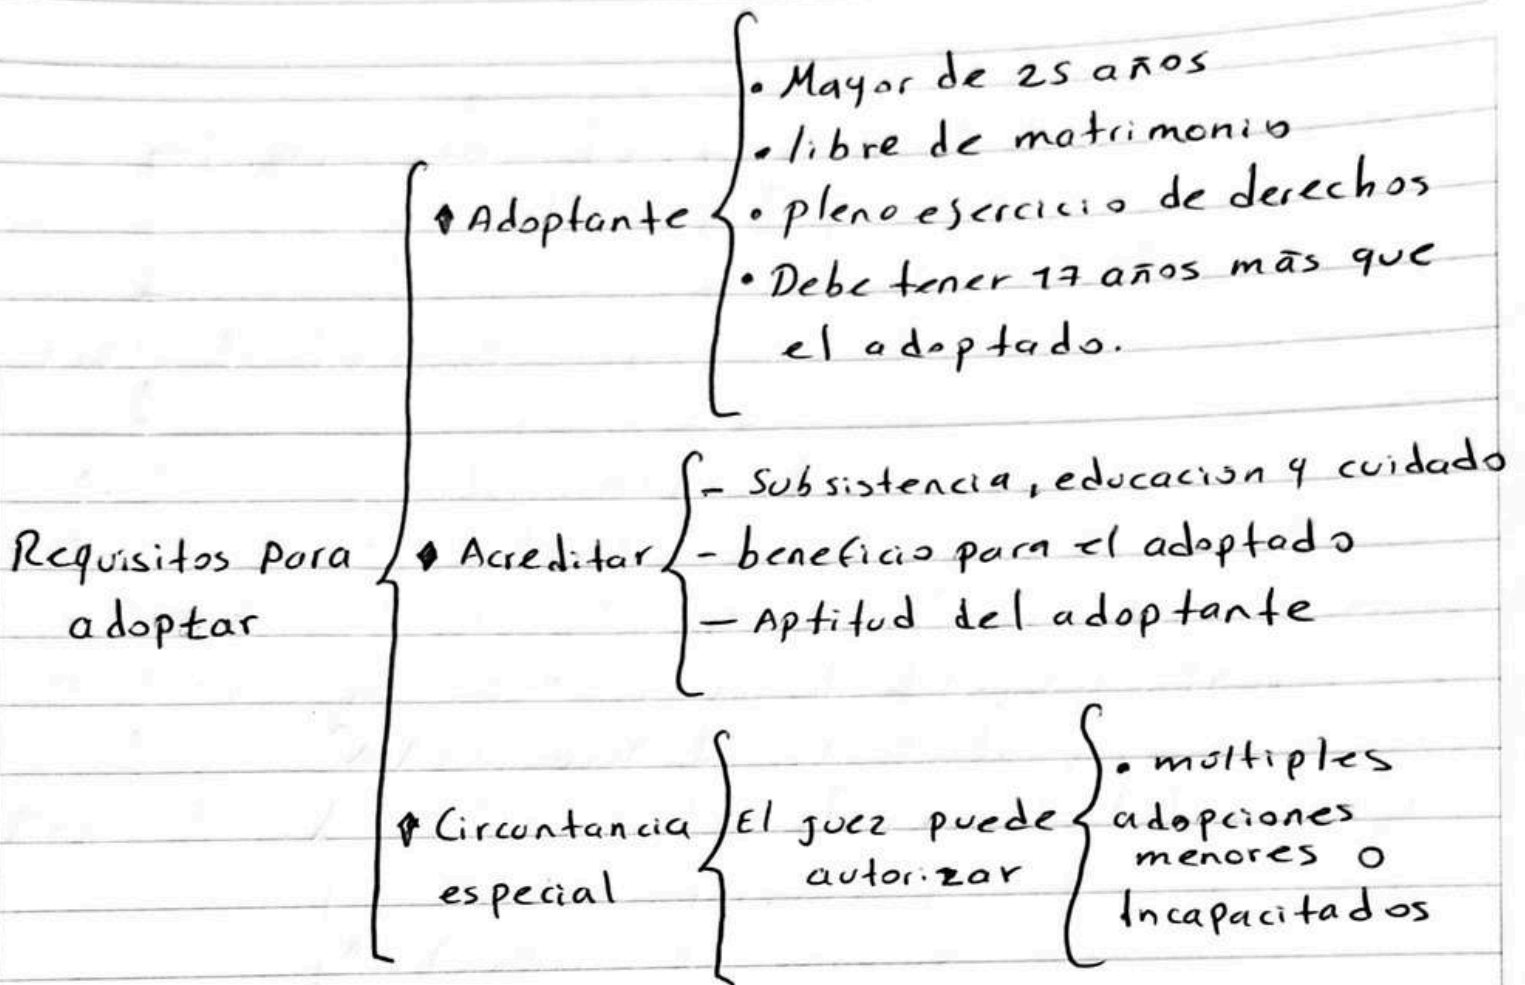 • Mayor de 25 años
• libre de matrimonio
• pleno ejercicio de derechos
• Debe tener 17 años más que
el adoptado.
♦ Adoptante
- Subsistencia, educación y cuidado
- beneficio para el adoptado
- Aptitud del adoptante
♦ Acreditar
Requisitos para
adoptar
♦ Circuntancia
especial
El juez puede
autorizar
• múltiples
adopciones
menores o
Incapacitados